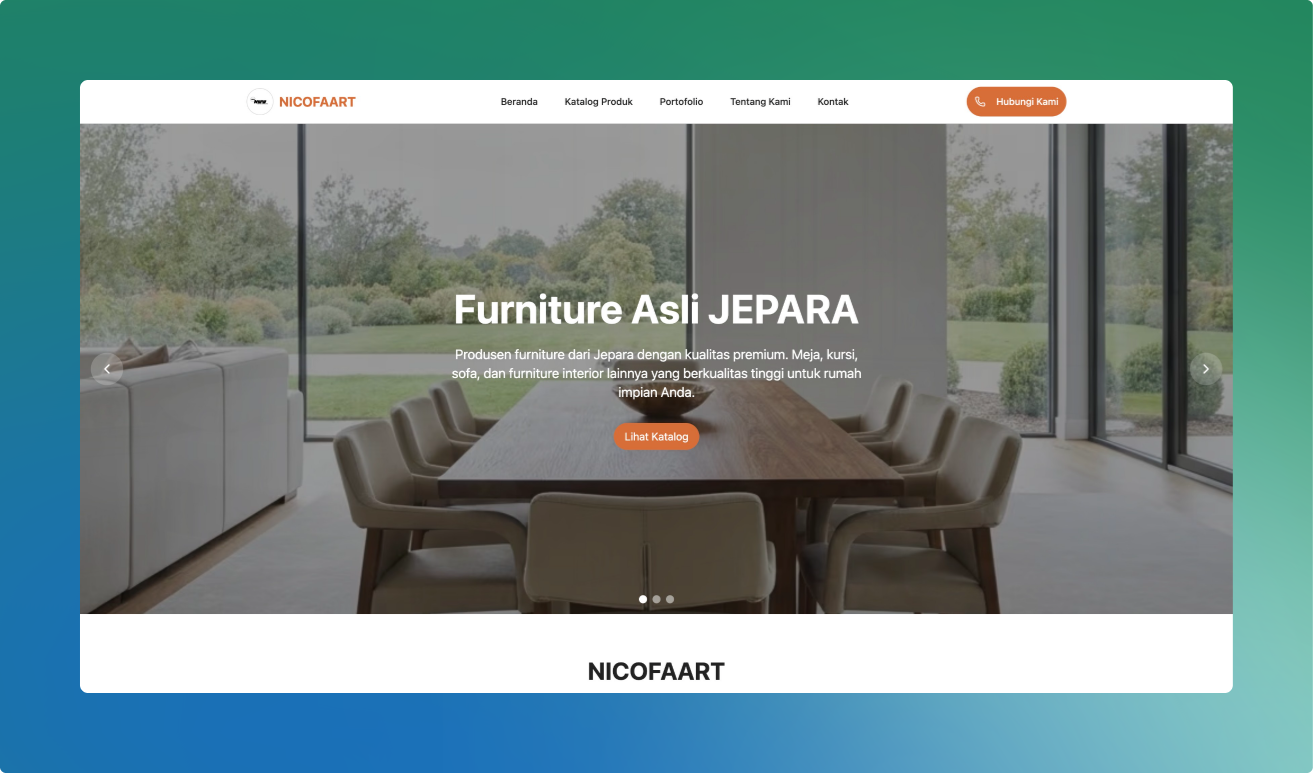 NICOFAART
Beranda
Katalog Produk
Portofolio
Tentang Kami
Kontak
Hubungi Kami
Furniture Asli JEPARA
Produsen furniture dari Jepara dengan kualitas premium. Meja, kursi,
sofa, dan furniture interior lainnya yang berkualitas tinggi untuk rumah
impian Anda.
Lihat Katalog
NICOFAART